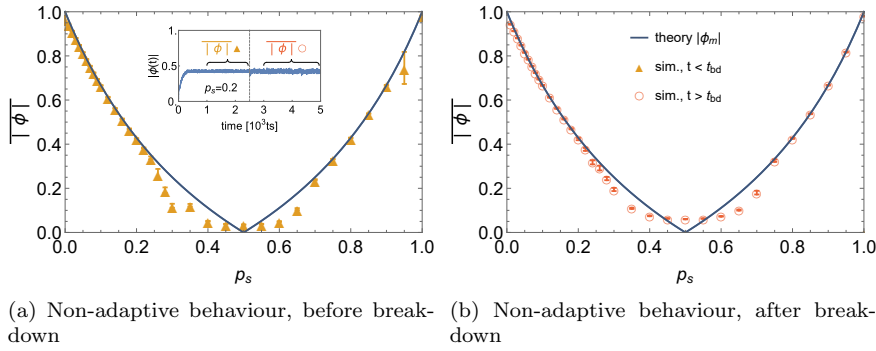 (a)
(b)
1.0
0.8
0.6
0.4
0.2
0.0
| ϕ |
1
0.5
0
|ϕ(t)|
| ϕ | ▲
| ϕ | ○
pₛ=0.2
0 1 2 3 4 5
time [10³ts]
0.0 0.2 0.4 0.6 0.8 1.0
pₛ
1.0
0.8
0.6
0.4
0.2
0.0
| ϕ |
theory |ϕₘ|
sim., t < t_bd
sim., t > t_bd
0.0 0.2 0.4 0.6 0.8 1.0
pₛ
(a) Non-adaptive behaviour, before break-
down
(b) Non-adaptive behaviour, after break-
down